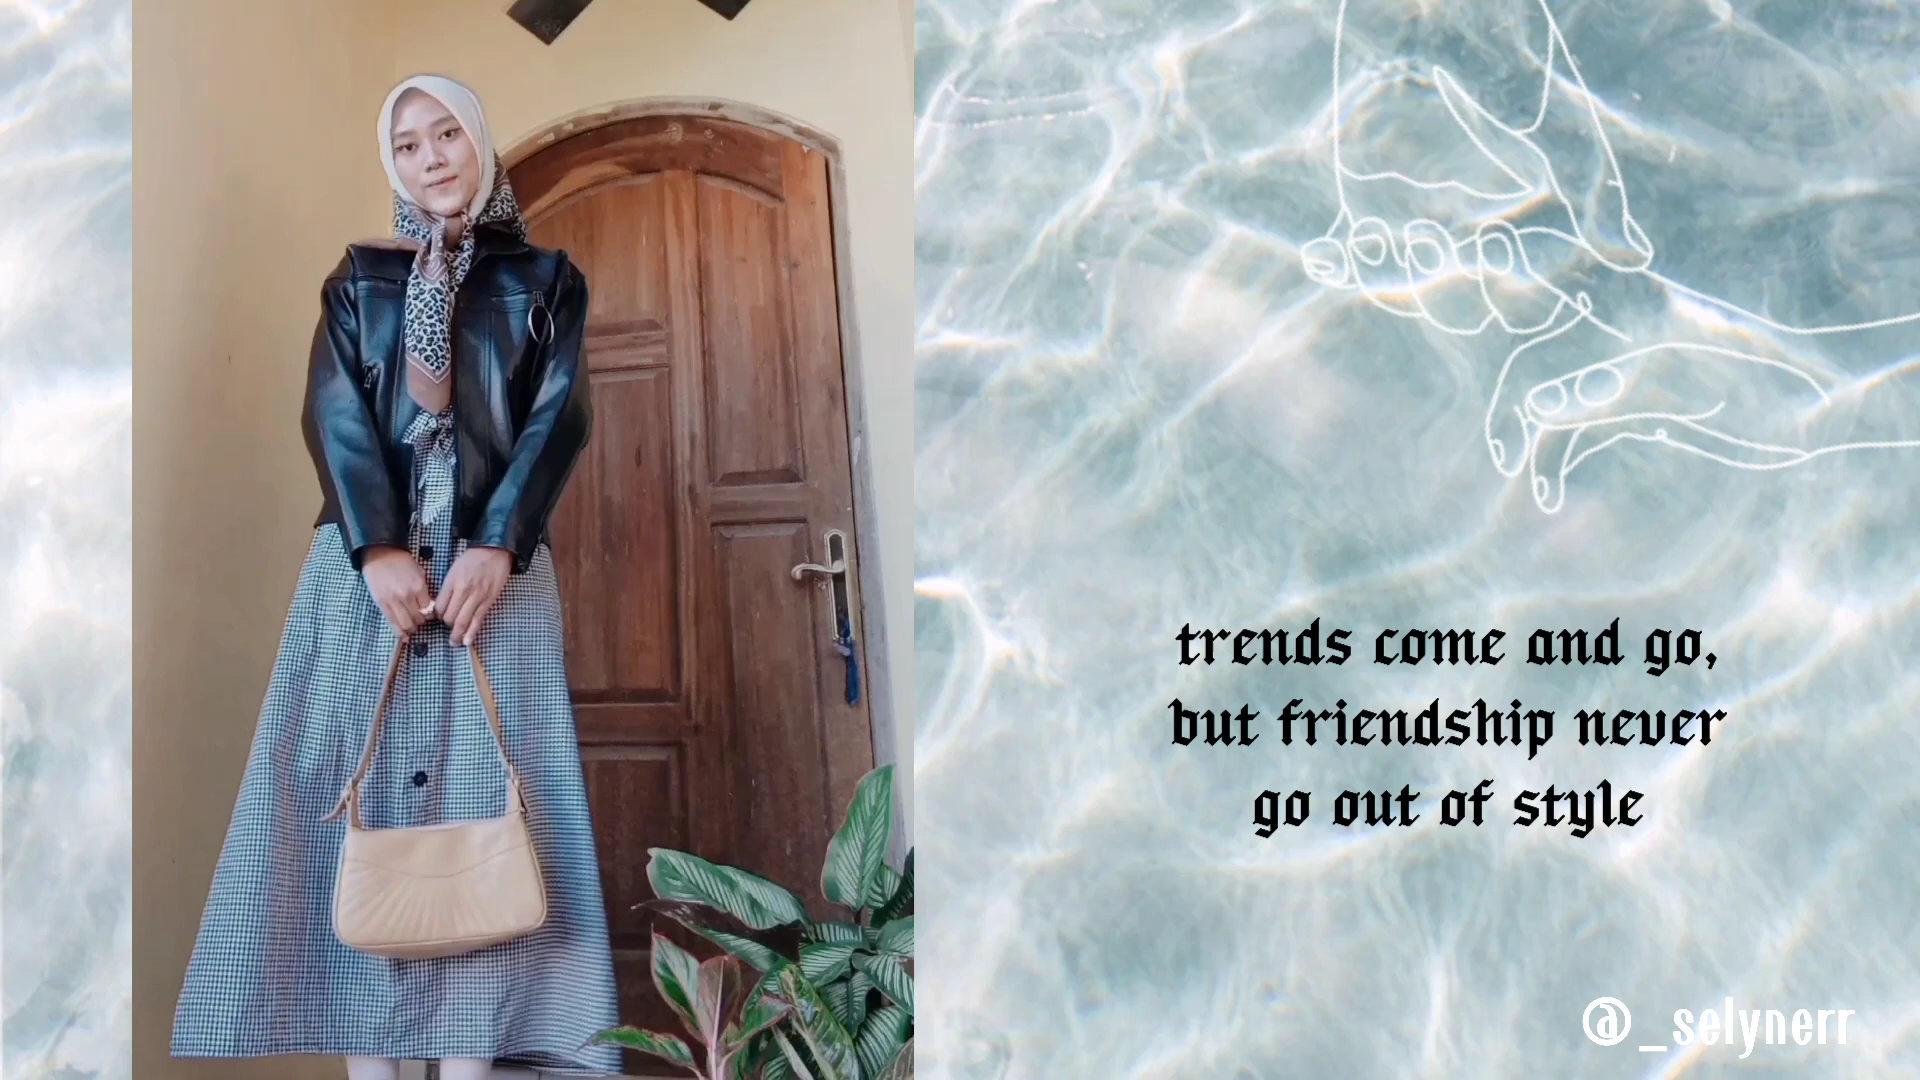 trends come and go,
but friendship never
go out of style
@_selynerr